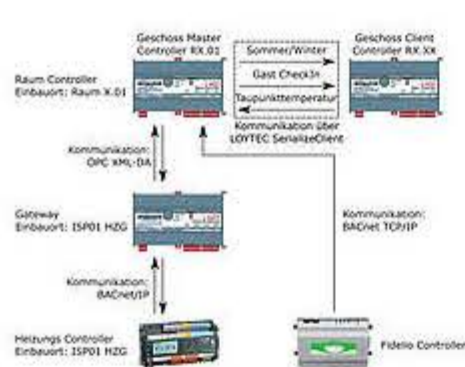 Geschoss Master
Controller RX.01
Geschoss Client
Controller RX.XX
Sommer/Winter
Gast CheckIn
Taupunkttemperatur
Raum Controller
Einbauort: Raum X.01
Kommunikation über
LOYTEC SerializeClient
Kommunikation:
OPC XML-DA
Gateway
Einbauort: ISP01 HZG
Kommunikation:
BACnet TCP/IP
Kommunikation:
BACnet/IP
Heizungs Controller
Einbauort: ISP01 HZG
Fidelio Controller